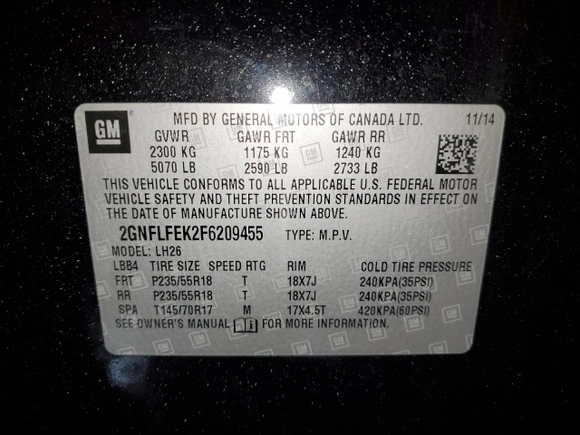 GM
MFD BY GENERAL MOTORS OF CANADA LTD. 11/14
GVWR GAWR FRT GAWR RR
2300 KG 1175 KG 1240 KG
5070 LB 2590 LB 2733 LB
THIS VEHICLE CONFORMS TO ALL APPLICABLE U.S. FEDERAL MOTOR
VEHICLE SAFETY AND THEFT PREVENTION STANDARDS IN EFFECT ON
THE DATE OF MANUFACTURE SHOWN ABOVE.
2GNFLFEK2F6209455 TYPE: M.P.V.
MODEL: LH26
LBB4 TIRE SIZE SPEED RTG RIM COLD TIRE PRESSURE
FRT P235/55R18 T 18X7J 240KPA(35PSI)
RR P235/55R18 T 18X7J 240KPA(35PSI)
SPA T145/70R17 M 17X4.5T 420KPA(60PSI)
SEE OWNER'S MANUAL FOR MORE INFORMATION